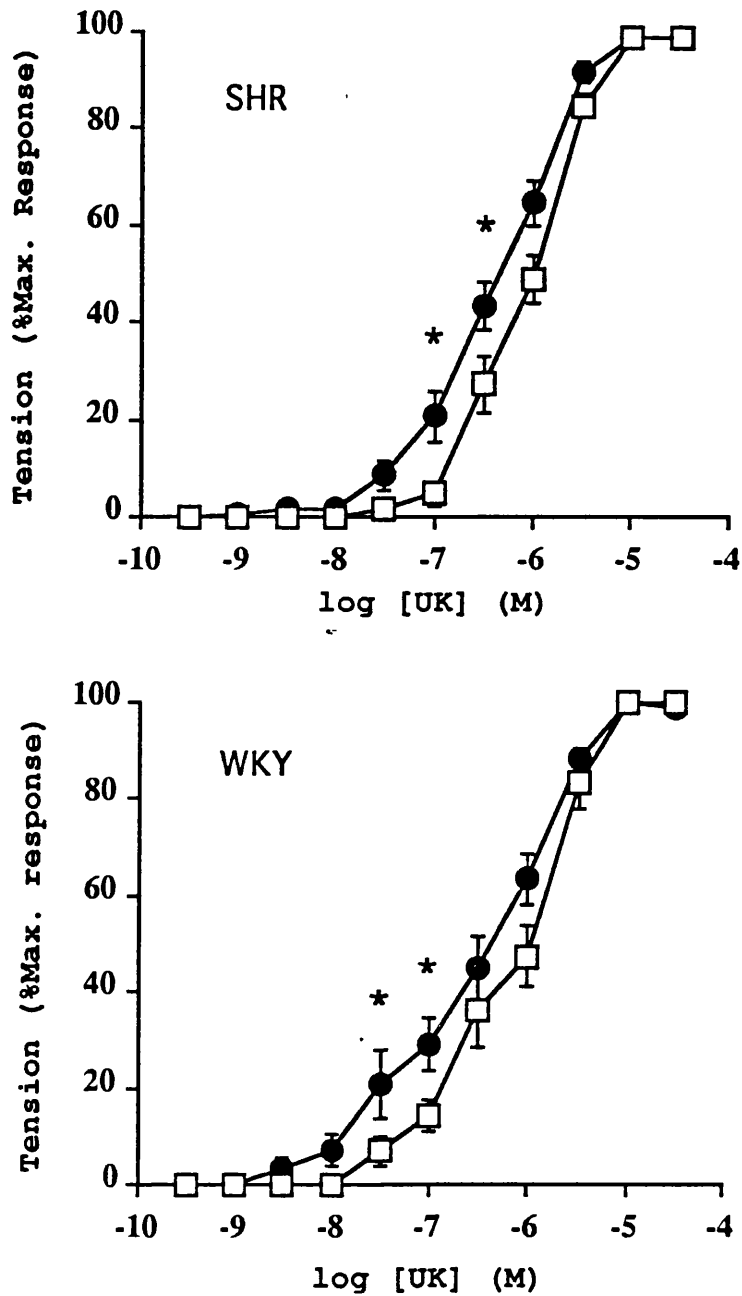 100
SHR
80
60
*
40
*
20
0
-10 -9 -8 -7 -6 -5 -4
log [UK] (M)
Tension (%Max. Response)
100
WKY
80
60
40
* *
20
0
-10 -9 -8 -7 -6 -5 -4
log [UK] (M)
Tension (%Max. response)